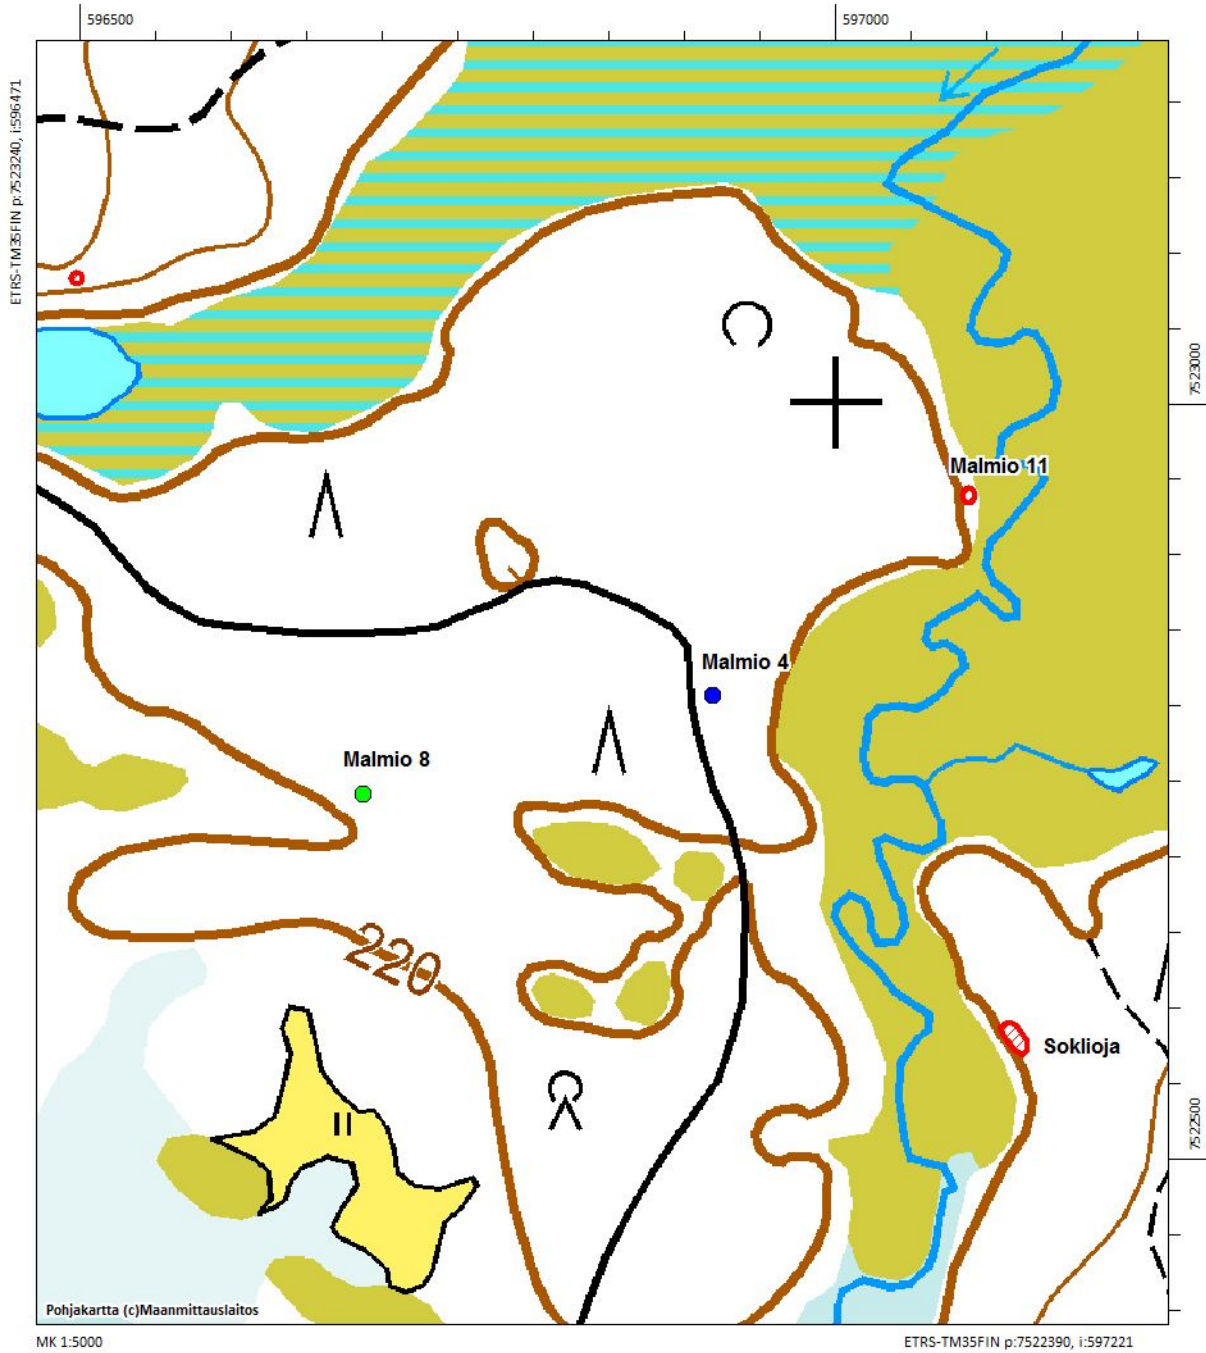 596500
597000
ETRS-TM35FIN p:7523240, i:596471
7523000
Malmio 11
Malmio 4
Malmio 8
220
Soklioja
7522500
Pohjakartta (c)Maanmittauslaitos
MK 1:5000
ETRS-TM35FIN p:7522390, i:597221